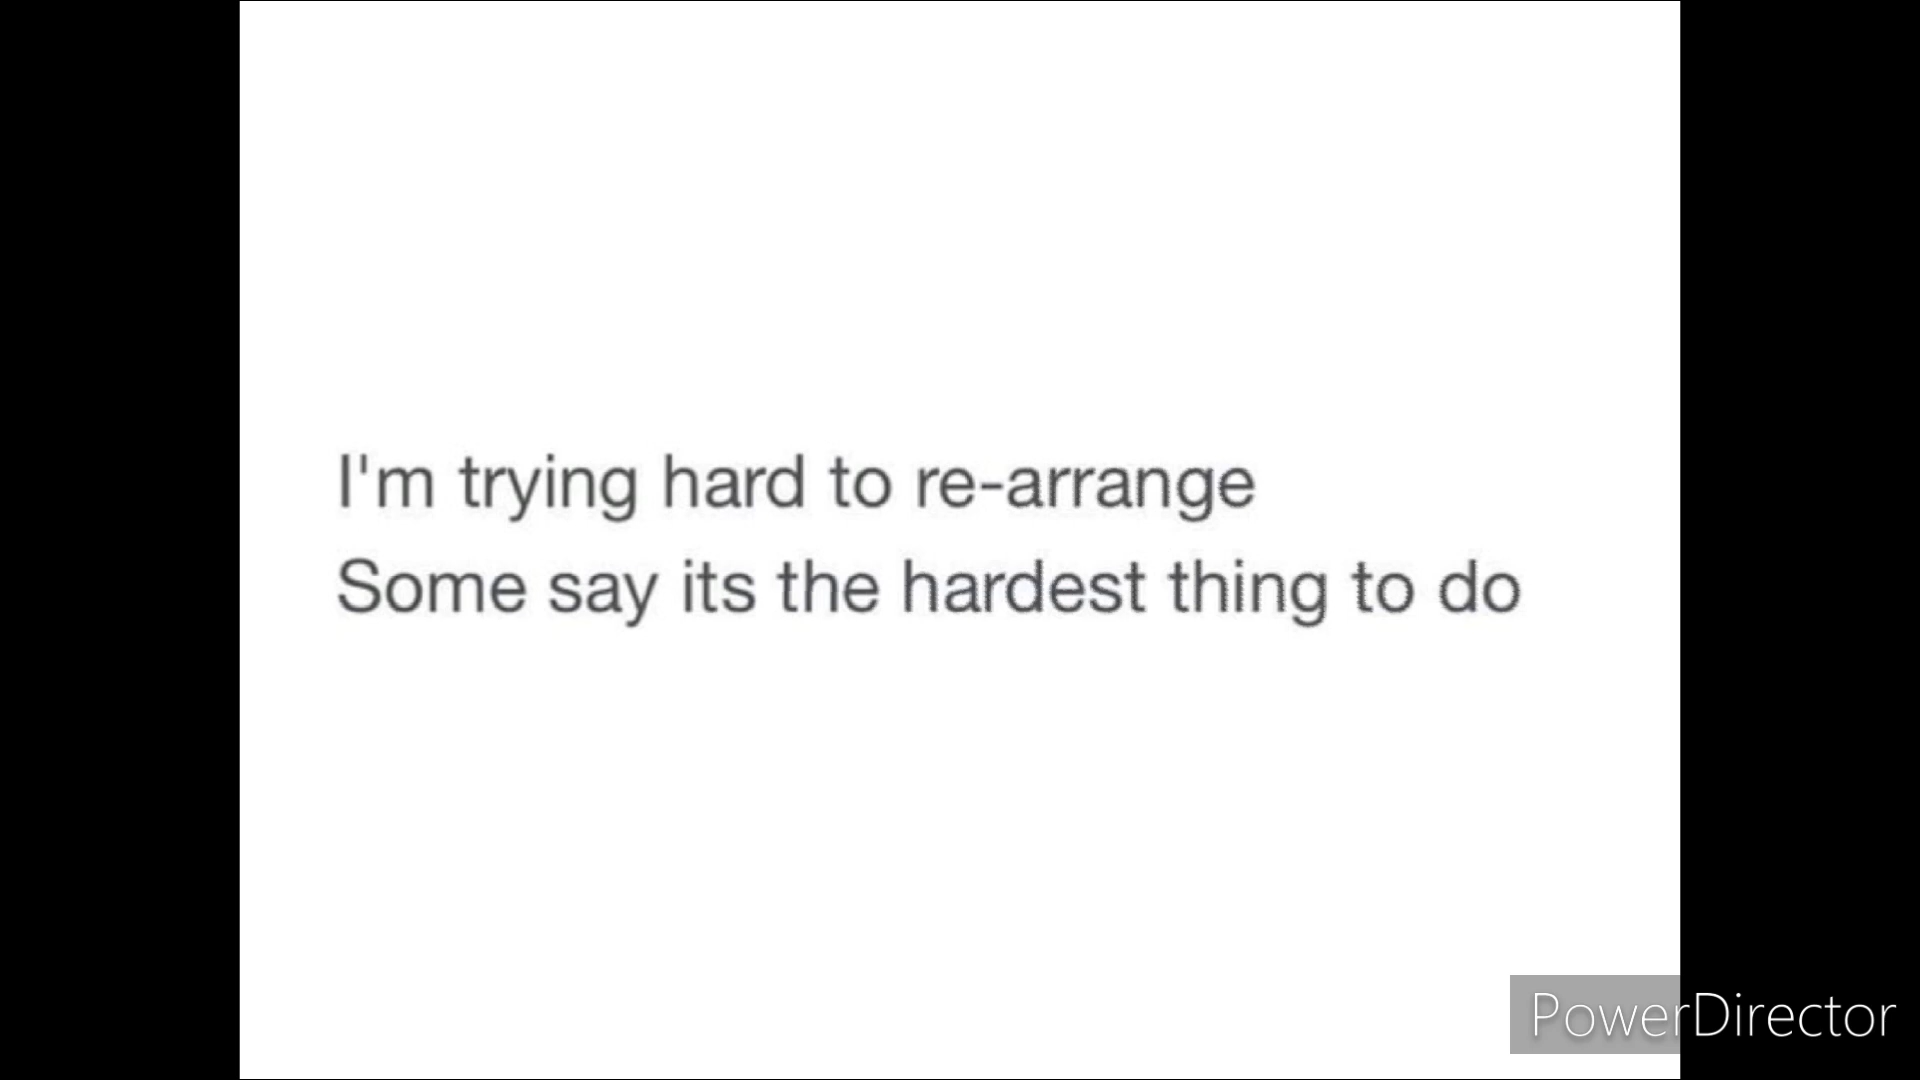 I'm trying hard to re-arrange
Some say its the hardest thing to do
PowerDirector